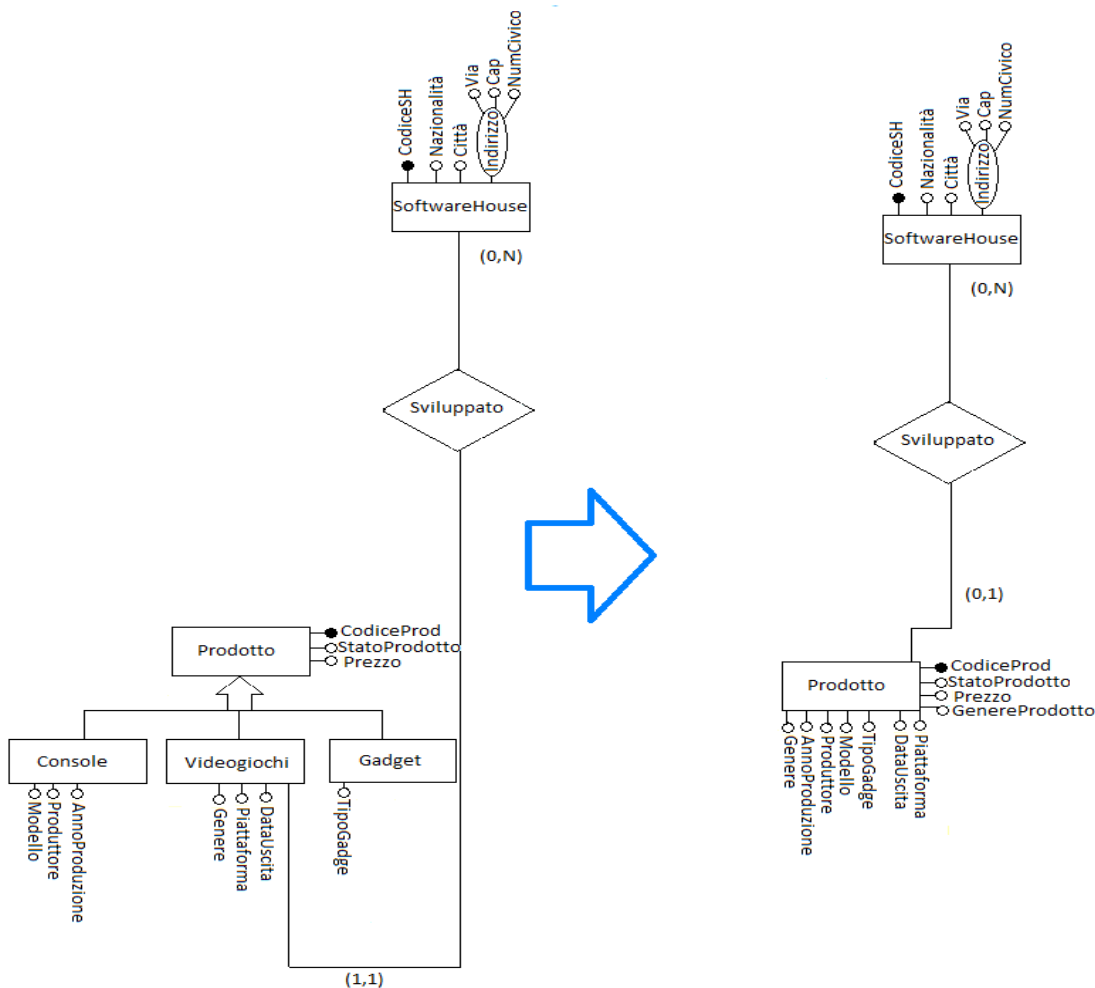 CodiceSH
Nazionalità
Città
Indirizzo
Via
Cap
NumCivico
SoftwareHouse
(0,N)
Sviluppato
Prodotto
CodiceProd
StatoProdotto
Prezzo
Console
Videogiochi
Gadget
Modello
Produttore
AnnoProduzione
Genere
Piattaforma
DataUscita
TipoGadge
(1,1)
CodiceSH
Nazionalità
Città
Indirizzo
Via
Cap
NumCivico
SoftwareHouse
(0,N)
Sviluppato
(0,1)
Prodotto
CodiceProd
StatoProdotto
Prezzo
GenereProdotto
Genere
AnnoProduzione
Produttore
Modello
TipoGadge
DataUscita
Piattaforma